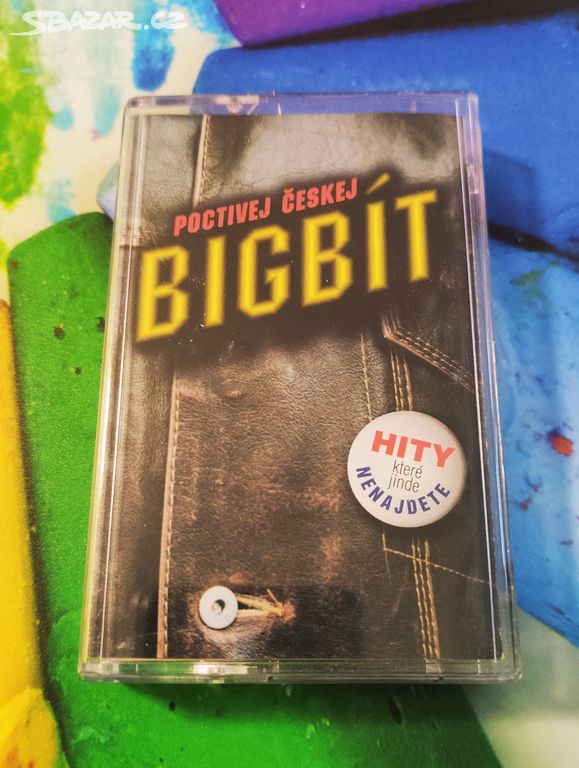 SBAZAR.CZ
POCTIVEJ ČESKEJ
BIGBÍT
HITY
které
jinde
NENAJDETE